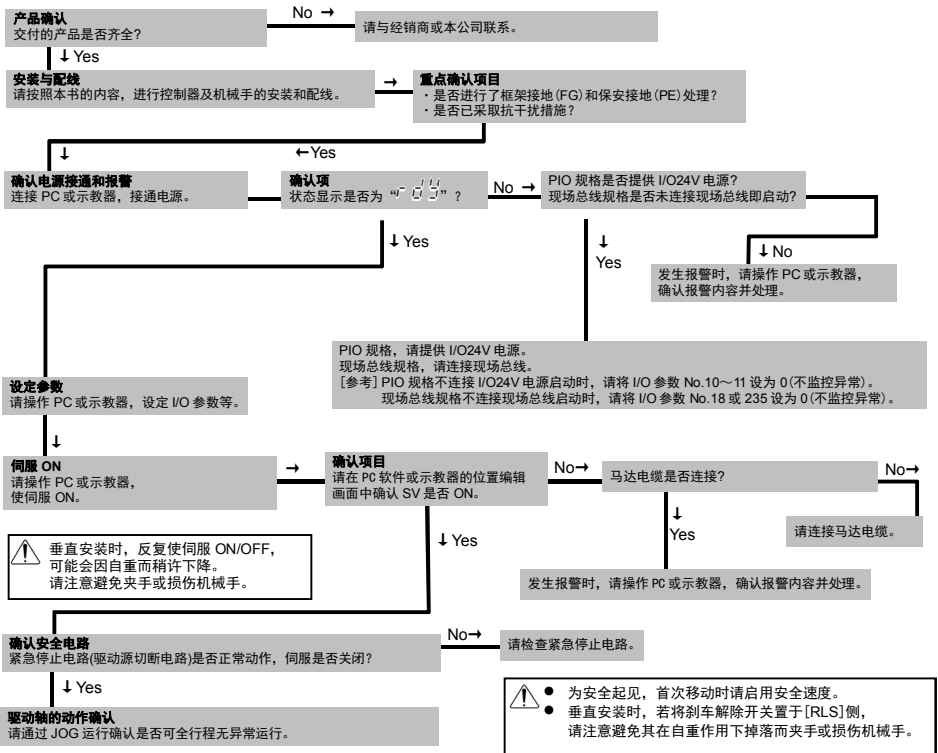 产品确认
交付的产品是否齐全?
No →
请与经销商或本公司联系。
↓ Yes
安装与配线
请按照本书的内容，进行控制器及机械手的安装和配线。
→
重点确认项目
・是否进行了框架接地(FG)和保安接地(PE)处理?
・是否已采取抗干扰措施?
↓
←Yes
确认电源接通和报警
连接 PC 或示教器，接通电源。
确认项
状态显示是否为 “rdy” ?
No →
PIO 规格是否提供 I/O24V 电源?
现场总线规格是否未连接现场总线即启动?
↓ Yes
↓
Yes
↓ No
发生报警时，请操作 PC 或示教器，
确认报警内容并处理。
PIO 规格，请提供 I/O24V 电源。
现场总线规格，请连接现场总线。
[参考] PIO 规格不连接 I/O24V 电源启动时，请将 I/O 参数 No.10～11 设为 0(不监控异常)。
现场总线规格不连接现场总线启动时，请将 I/O 参数 No.18 或 235 设为 0(不监控异常)。
设定参数
请操作 PC 或示教器，设定 I/O 参数等。
↓
伺服 ON
请操作 PC 或示教器，
使伺服 ON。
→
确认项目
请在 PC 软件或示教器的位置编辑
画面中确认 SV 是否 ON。
No→
马达电缆是否连接?
No→
请连接马达电缆。
↓
Yes
发生报警时，请操作 PC 或示教器，确认报警内容并处理。
↓ Yes
垂直安装时，反复使伺服 ON/OFF，
可能会因自重而稍许下降。
请注意避免夹手或损伤机械手。
确认安全电路
紧急停止电路(驱动源切断电路)是否正常动作，伺服是否关闭?
No→
请检查紧急停止电路。
↓ Yes
驱动轴的动作确认
请通过 JOG 运行确认是否可全行程无异常运行。
● 为安全起见，首次移动时请启用安全速度。
● 垂直安装时，若将刹车解除开关置于[RLS]侧，
请注意避免其在自重作用下掉落而夹手或损伤机械手。